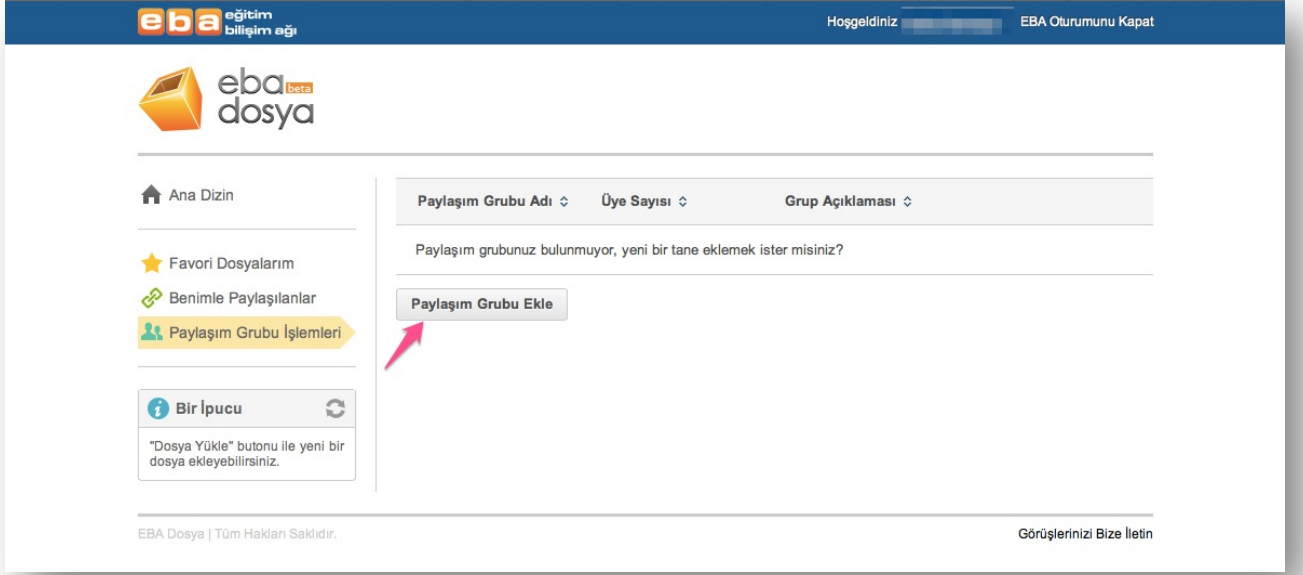 eba eğitim
bilişim ağı
Hoşgeldiniz
EBA Oturumunu Kapat
eba beta
dosya
Ana Dizin
Favori Dosyalarım
Benimle Paylaşılanlar
Paylaşım Grubu İşlemleri
Bir İpucu
"Dosya Yükle" butonu ile yeni bir
dosya ekleyebilirsiniz.
Paylaşım Grubu Adı Üye Sayısı Grup Açıklaması
Paylaşım grubunuz bulunmuyor, yeni bir tane eklemek ister misiniz?
Paylaşım Grubu Ekle
EBA Dosya | Tüm Hakları Saklıdır.
Görüşlerinizi Bize İletin